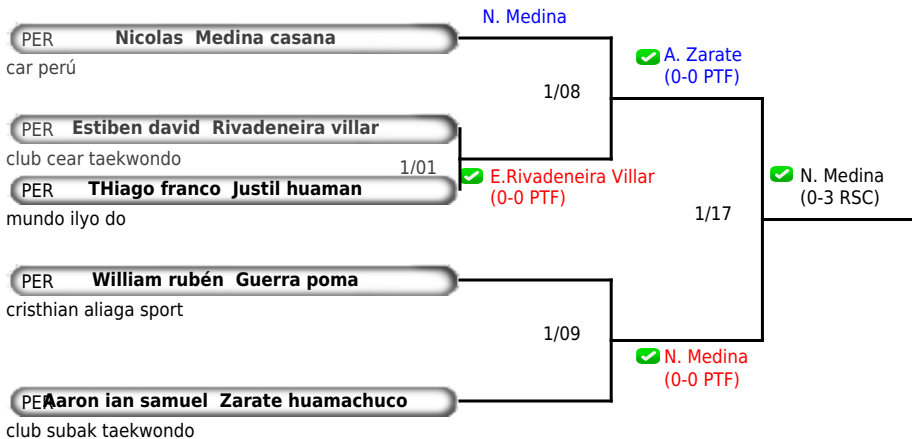 N. Medina
PER Nicolas Medina casana
car perú
A. Zarate
(0-0 PTF)
1/08
PER Estiben david Rivadeneira villar
club cear taekwondo
1/01
E.Rivadeneira Villar
(0-0 PTF)
PER THiago franco Justil huaman
mundo ilyo do
N. Medina
(0-3 RSC)
1/17
PER William rubén Guerra poma
cristhian aliaga sport
1/09
N. Medina
(0-0 PTF)
PER Aaron ian samuel Zarate huamachuco
club subak taekwondo